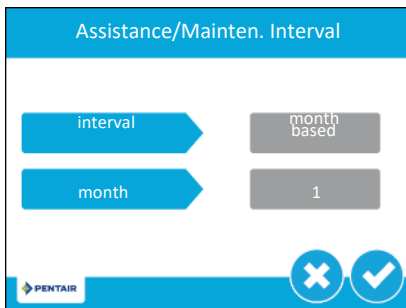 Assistance/Mainten. Interval
interval
month
based
month
1
PENTAIR